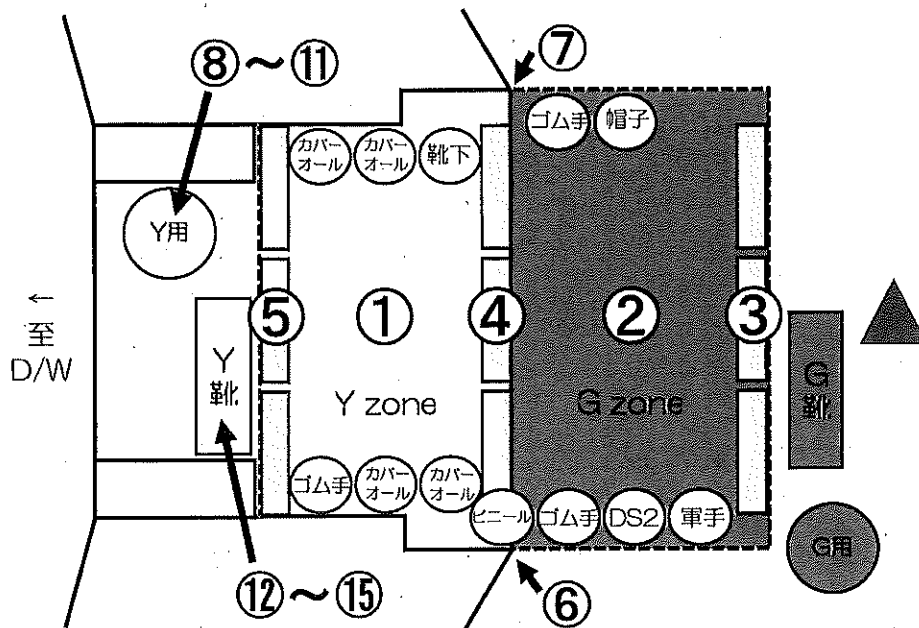 ⑧～⑪
⑦
ゴム手
帽子
カバー
オール
カバー
オール
靴下
Y用
←
至
D/W
⑤
①
④
②
③
Y
靴
Y zone
G zone
G
靴
ゴム手
カバー
オール
カバー
オール
ビニール
ゴム手
DS2
軍手
G用
⑫～⑮
⑥